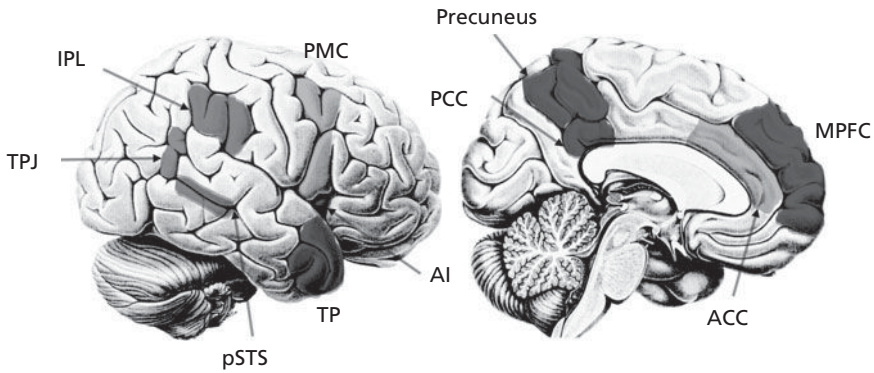 Precuneus
IPL
PMC
PCC
MPFC
TPJ
AI
TP
ACC
pSTS